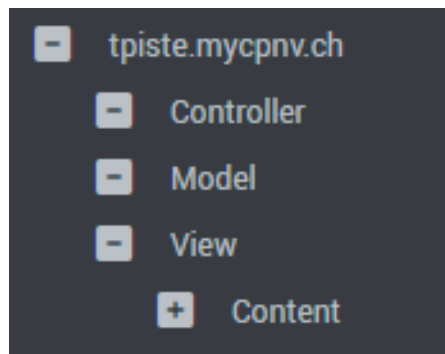 tpiste.mycpnv.ch
Controller
Model
View
Content